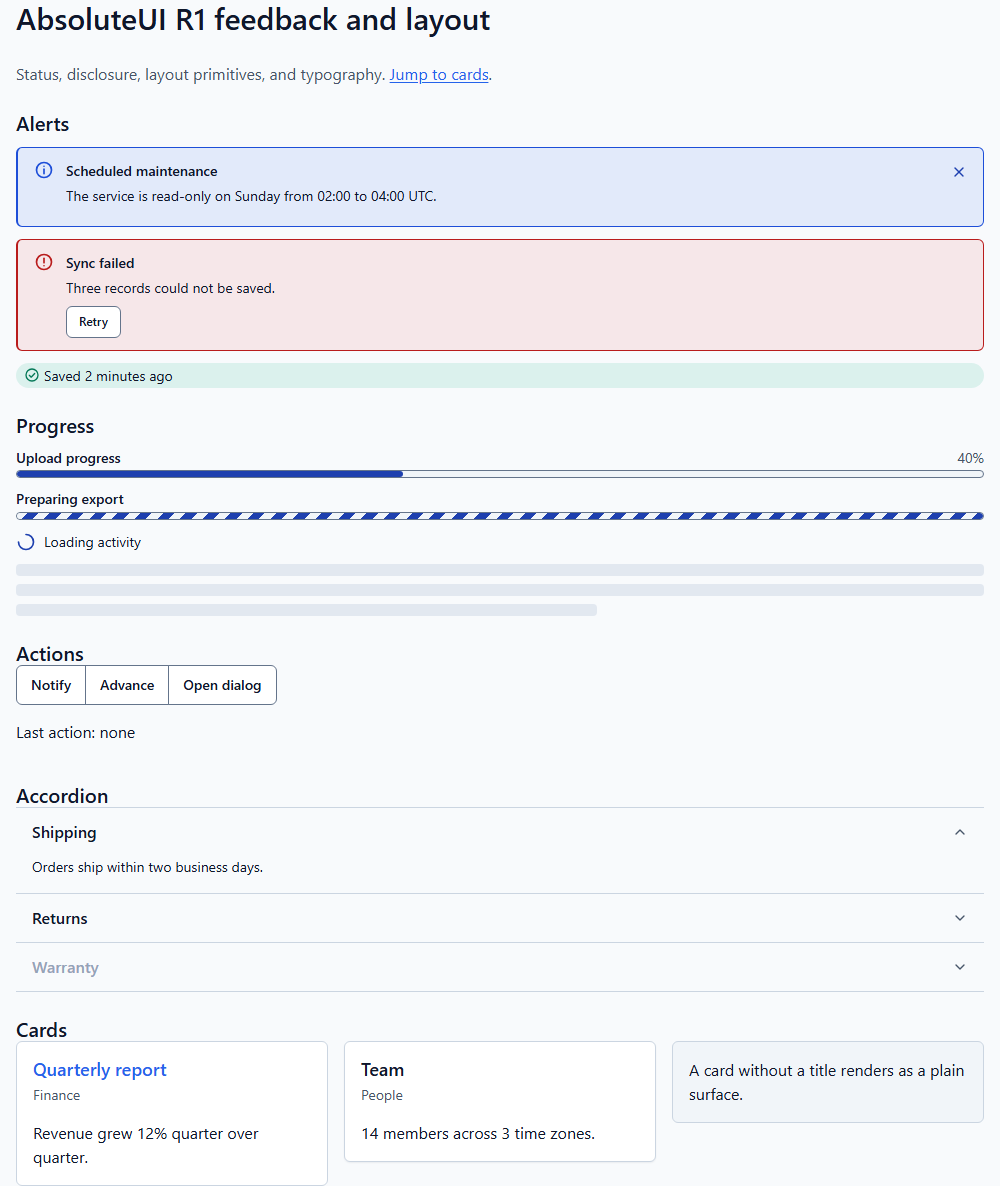 AbsoluteUI R1 feedback and layout
Status, disclosure, layout primitives, and typography. Jump to cards.
Alerts
Scheduled maintenance
The service is read-only on Sunday from 02:00 to 04:00 UTC.
Sync failed
Three records could not be saved.
Retry
Saved 2 minutes ago
Progress
Upload progress 40%
Preparing export
Loading activity
Actions
Notify Advance Open dialog
Last action: none
Accordion
Shipping
Orders ship within two business days.
Returns
Warranty
Cards
Quarterly report
Finance
Revenue grew 12% quarter over
quarter.
Team
People
14 members across 3 time zones.
A card without a title renders as a plain
surface.